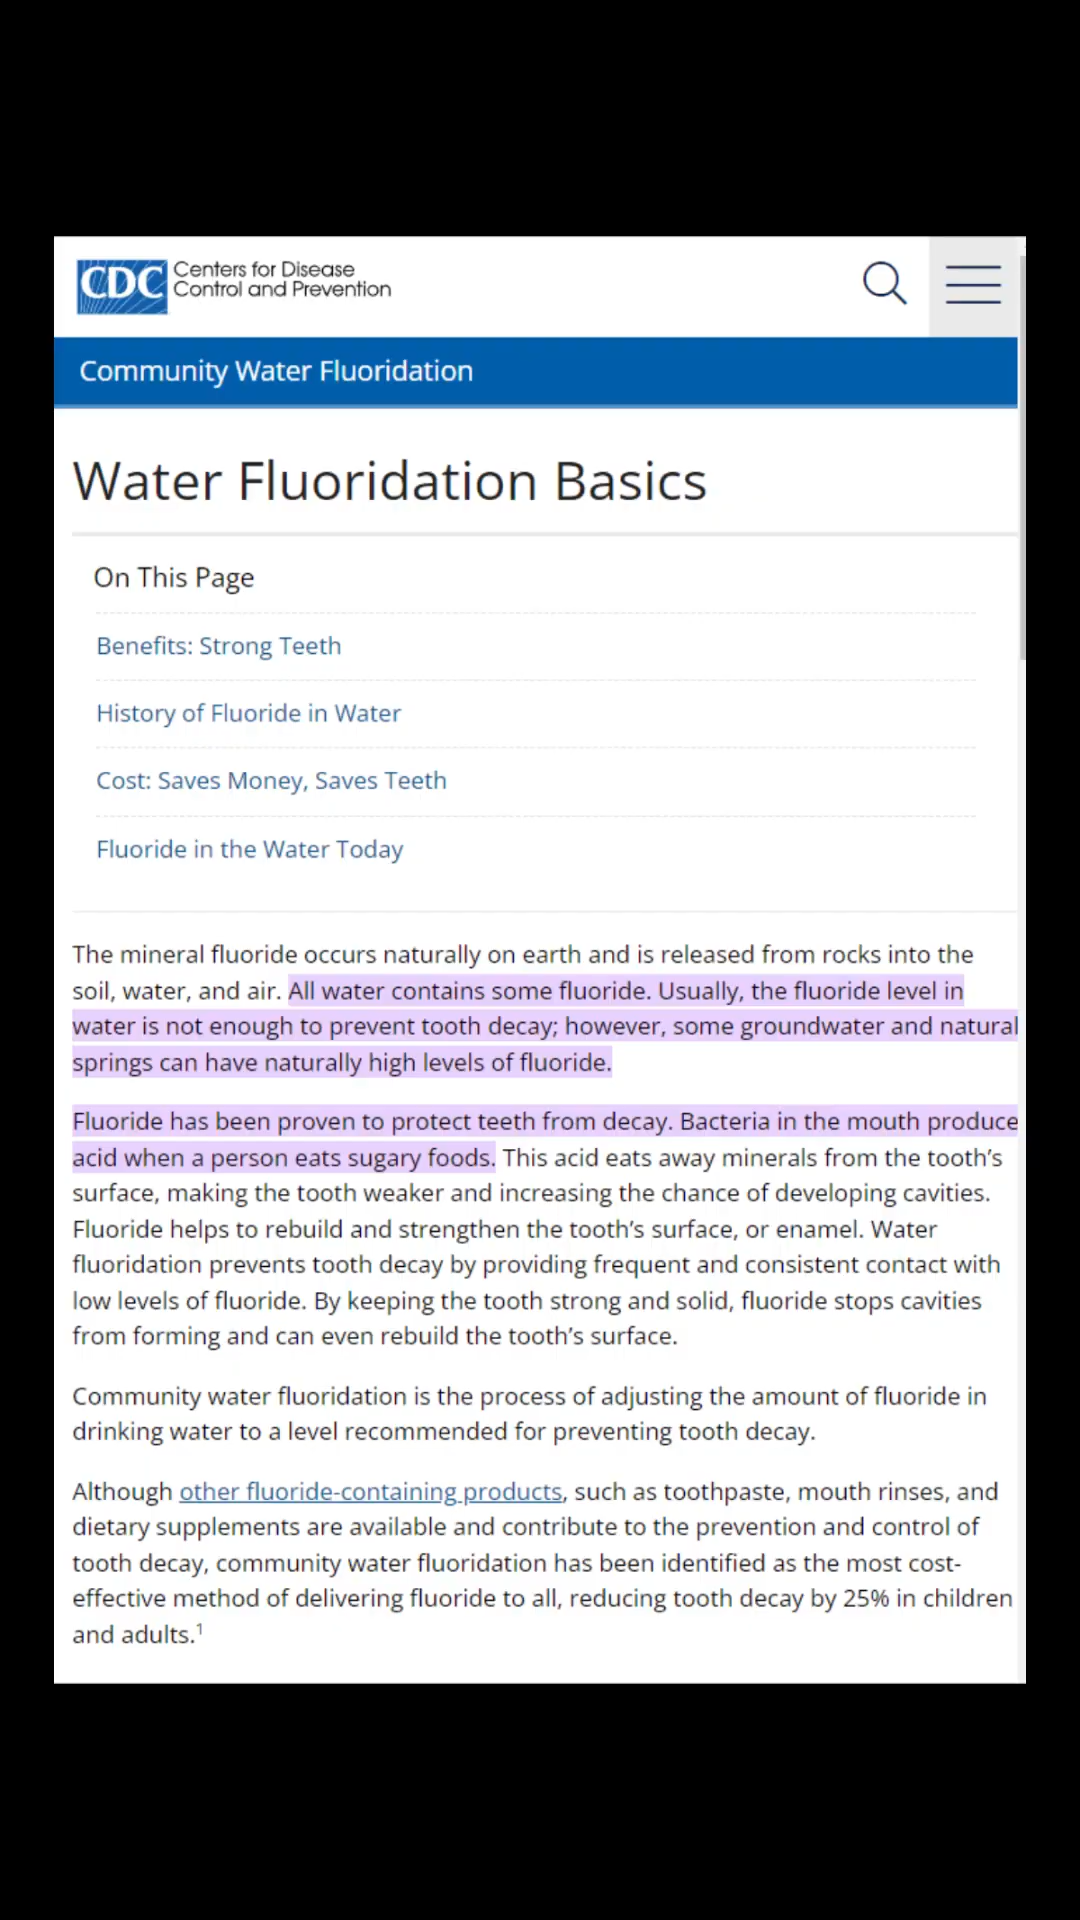 CDC Centers for Disease
Control and Prevention
Community Water Fluoridation
Water Fluoridation Basics
On This Page
Benefits: Strong Teeth
History of Fluoride in Water
Cost: Saves Money, Saves Teeth
Fluoride in the Water Today
The mineral fluoride occurs naturally on earth and is released from rocks into the
soil, water, and air. All water contains some fluoride. Usually, the fluoride level in
water is not enough to prevent tooth decay; however, some groundwater and natural
springs can have naturally high levels of fluoride.
Fluoride has been proven to protect teeth from decay. Bacteria in the mouth produce
acid when a person eats sugary foods. This acid eats away minerals from the tooth’s
surface, making the tooth weaker and increasing the chance of developing cavities.
Fluoride helps to rebuild and strengthen the tooth’s surface, or enamel. Water
fluoridation prevents tooth decay by providing frequent and consistent contact with
low levels of fluoride. By keeping the tooth strong and solid, fluoride stops cavities
from forming and can even rebuild the tooth’s surface.
Community water fluoridation is the process of adjusting the amount of fluoride in
drinking water to a level recommended for preventing tooth decay.
Although other fluoride-containing products, such as toothpaste, mouth rinses, and
dietary supplements are available and contribute to the prevention and control of
tooth decay, community water fluoridation has been identified as the most cost-
effective method of delivering fluoride to all, reducing tooth decay by 25% in children
and adults.¹